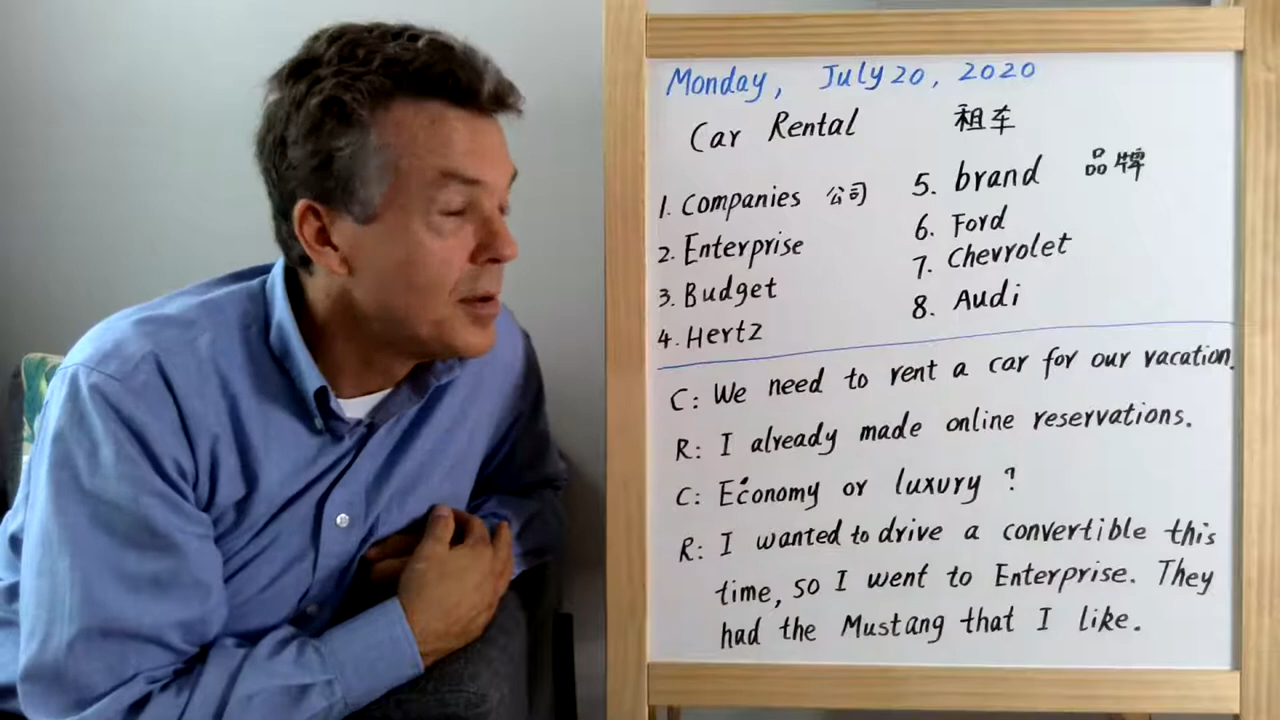 Monday, July 20, 2020
Car Rental 租车
1. Companies 公司
2. Enterprise
3. Budget
4. Hertz
5. brand 品牌
6. Ford
7. Chevrolet
8. Audi
C: We need to rent a car for our vacation.
R: I already made online reservations.
C: Economy or luxury?
R: I wanted to drive a convertible this
time, so I went to Enterprise. They
had the Mustang that I like.